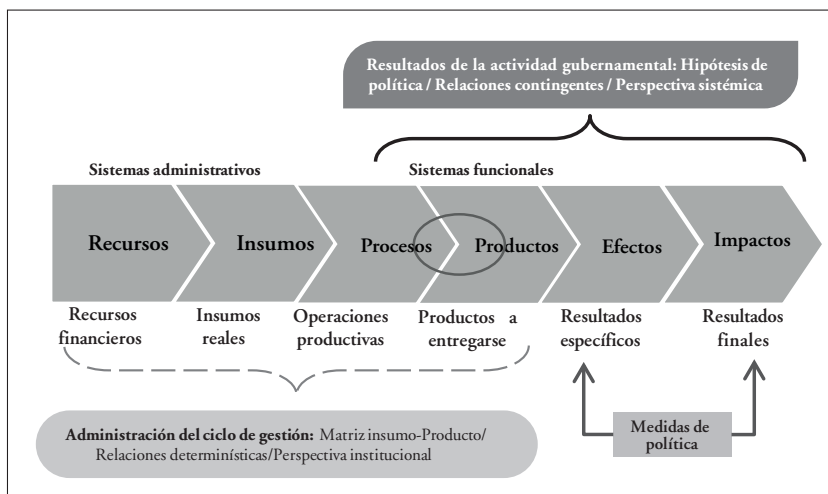 Resultados de la actividad gubernamental: Hipótesis de
política / Relaciones contingentes / Perspectiva sistémica
Sistemas administrativos
Sistemas funcionales
Recursos
Insumos
Procesos
Productos
Efectos
Impactos
Recursos
financieros
Insumos
reales
Operaciones
productivas
Productos a
entregarse
Resultados
específicos
Resultados
finales
Administración del ciclo de gestión: Matriz insumo-Producto/
Relaciones determinísticas/Perspectiva institucional
Medidas de
política